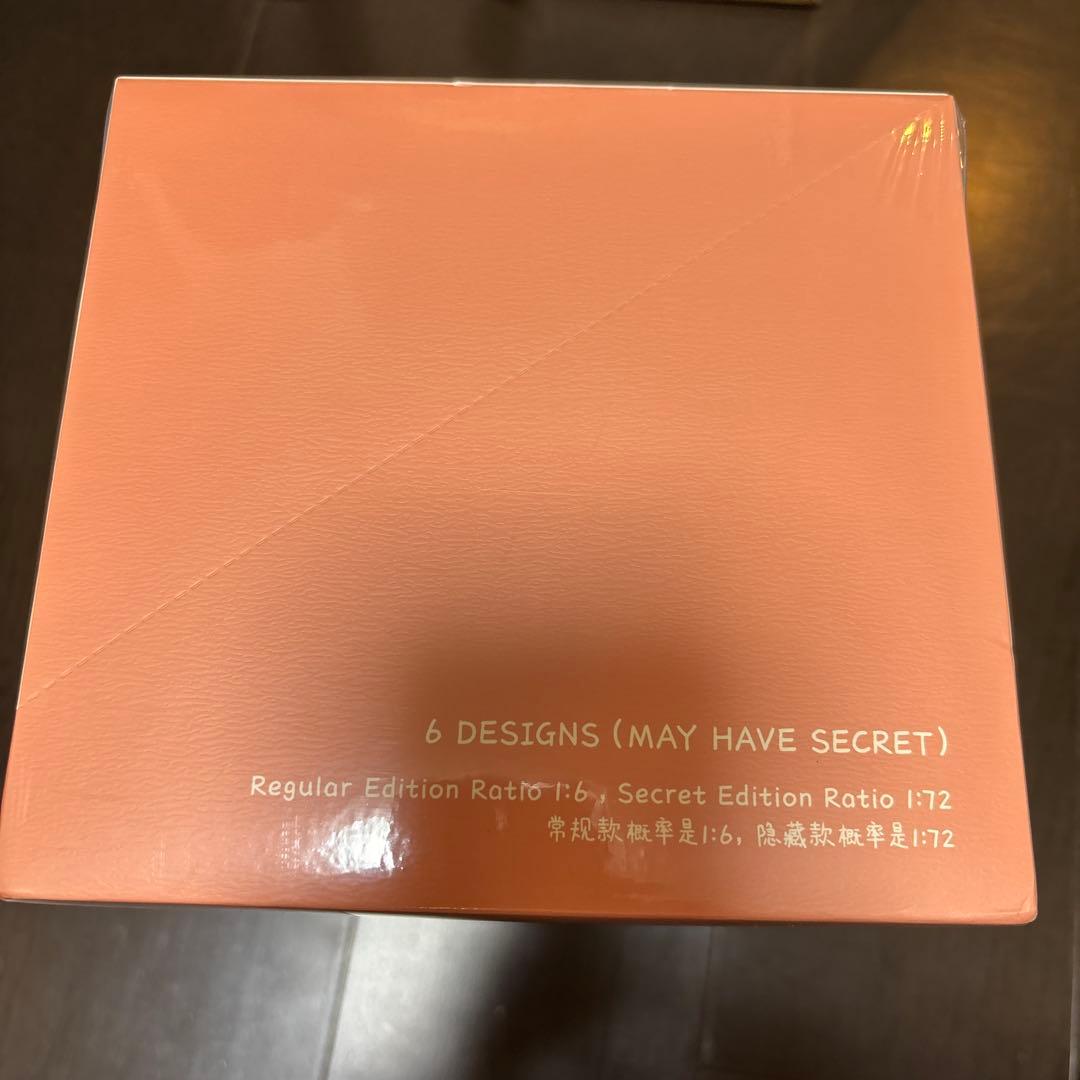 6 DESIGNS (MAY HAVE SECRET)
Regular Edition Ratio 1:6, Secret Edition Ratio 1:72
常规款概率是1:6, 隐藏款概率是1:72